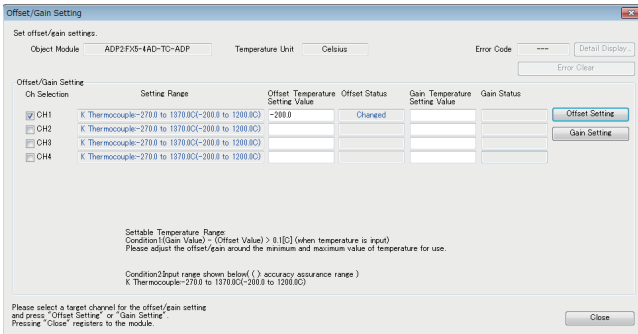 Offset/Gain Setting
Set offset/gain settings.
Object Module ADP2:FX5-4AD-TC-ADP Temperature Unit Celsius Error Code --- Detail Display...
Error Clear
Offset/Gain Setting
Ch Selection Setting Range Offset Temperature Setting Value Offset Status Gain Temperature Setting Value Gain Status
CH1 K Thermocouple:-270.0 to 1370.0C(-200.0 to 1200.0C) -200.0 Changed Offset Setting
CH2 K Thermocouple:-270.0 to 1370.0C(-200.0 to 1200.0C) Gain Setting
CH3 K Thermocouple:-270.0 to 1370.0C(-200.0 to 1200.0C)
CH4 K Thermocouple:-270.0 to 1370.0C(-200.0 to 1200.0C)
Settable Temperature Range:
Condition1:(Gain Value) - (Offset Value) > 0.1[C] (when temperature is input)
Please adjust the offset/gain around the minimum and maximum value of temperature for use.
Condition2:Input range shown below( ( ): accuracy assurance range )
K Thermocouple:-270.0 to 1370.0C(-200.0 to 1200.0C)
Please select a target channel for the offset/gain setting
and press "Offset Setting" or "Gain Setting".
Pressing "Close" registers to the module.
Close